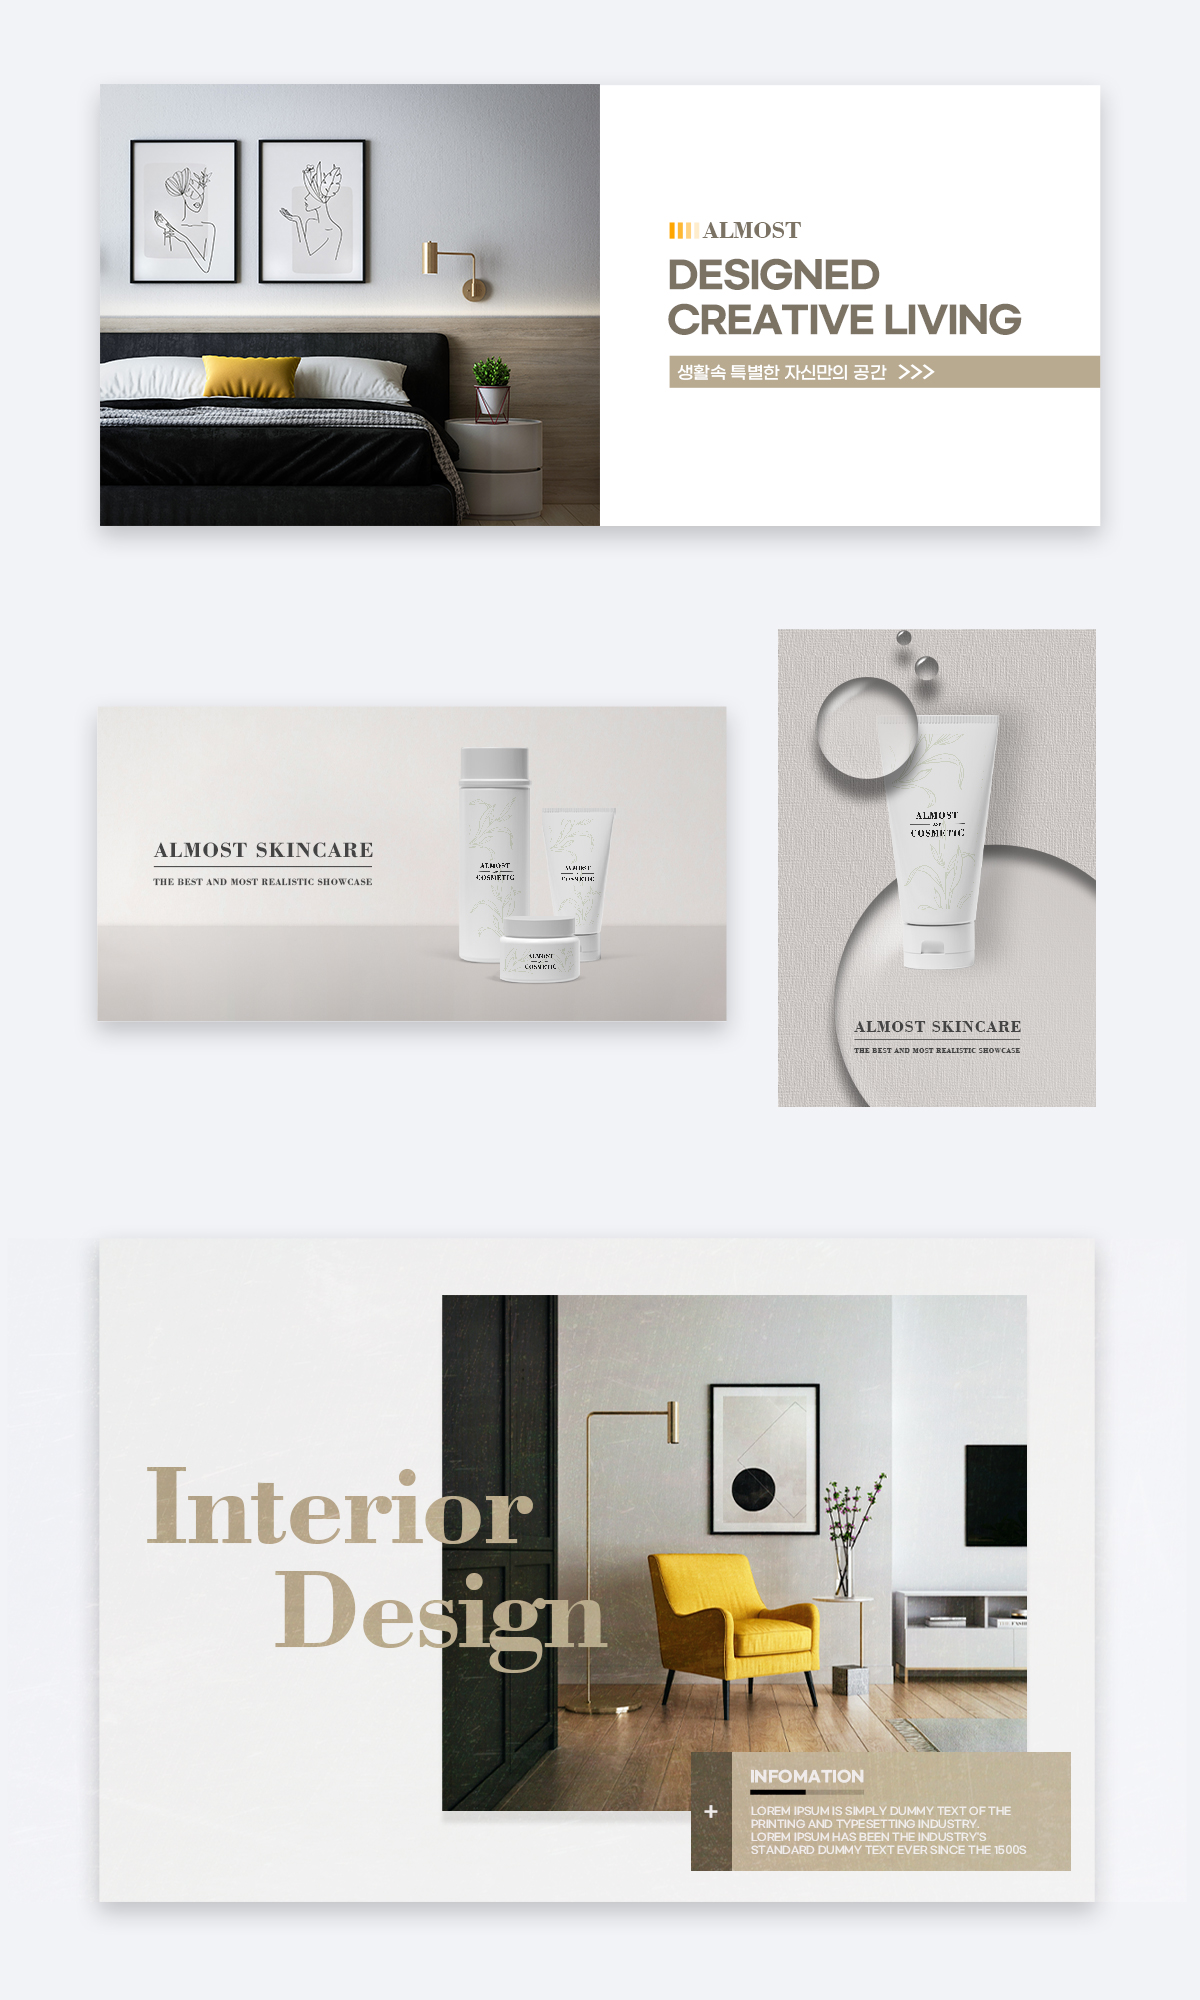 ALMOST
DESIGNED
CREATIVE LIVING
생활속 특별한 자신만의 공간 >>>
ALMOST SKINCARE
THE BEST AND MOST REALISTIC SHOWCASE
ALMOST
COSMETIC
ALMOST
COSMETIC
ALMOST
COSMETIC
ALMOST
AND
COSMETIC
ALMOST SKINCARE
THE BEST AND MOST REALISTIC SHOWCASE
Interior
Design
INFOMATION
+
LOREM IPSUM IS SIMPLY DUMMY TEXT OF THE
PRINTING AND TYPESETTING INDUSTRY.
LOREM IPSUM HAS BEEN THE INDUSTRY'S
STANDARD DUMMY TEXT EVER SINCE THE 1500S